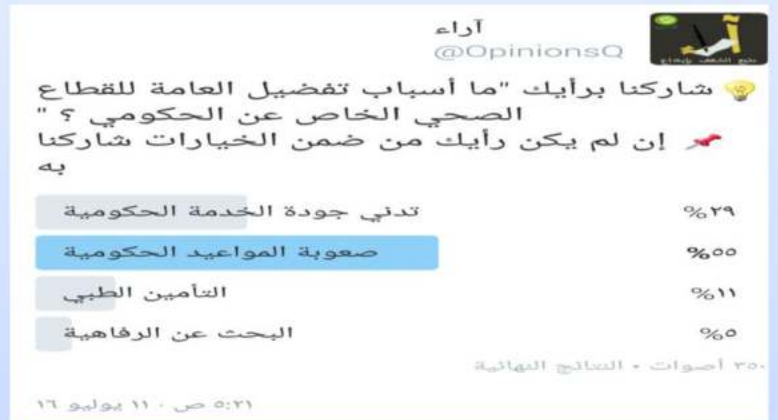 آراء
@OpinionsQ
شاركنا برأيك "ما أسباب تفضيل العامة للقطاع
الصحي الخاص عن الحكومي ؟ "
إن لم يكن رأيك من ضمن الخيارات شاركنا
به
تدني جودة الخدمة الحكومية ٢٩%
صعوبة المواعيد الحكومية ٥٥%
التأمين الطبي ١١%
البحث عن الرفاهية ٥%
٣٥٠ أصوات • النتائج النهائية
٥:٢١ ص · ١١ يوليو ١٦